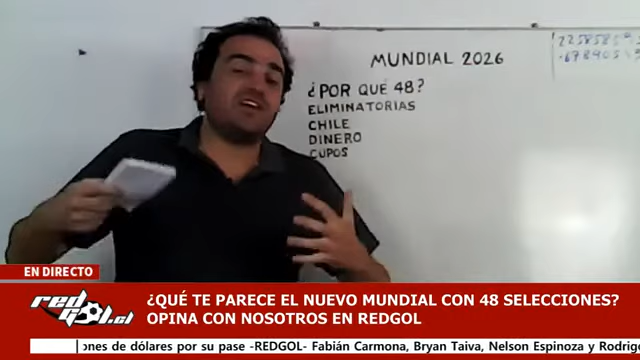 MUNDIAL 2026
¿POR QUÉ 48?
ELIMINATORIAS
CHILE
DINERO
CUPOS
EN DIRECTO
redgol.cl
¿QUÉ TE PARECE EL NUEVO MUNDIAL CON 48 SELECCIONES?
OPINA CON NOSOTROS EN REDGOL
ones de dólares por su pase -REDGOL- Fabián Carmona, Bryan Taiva, Nelson Espinoza y Rodrig